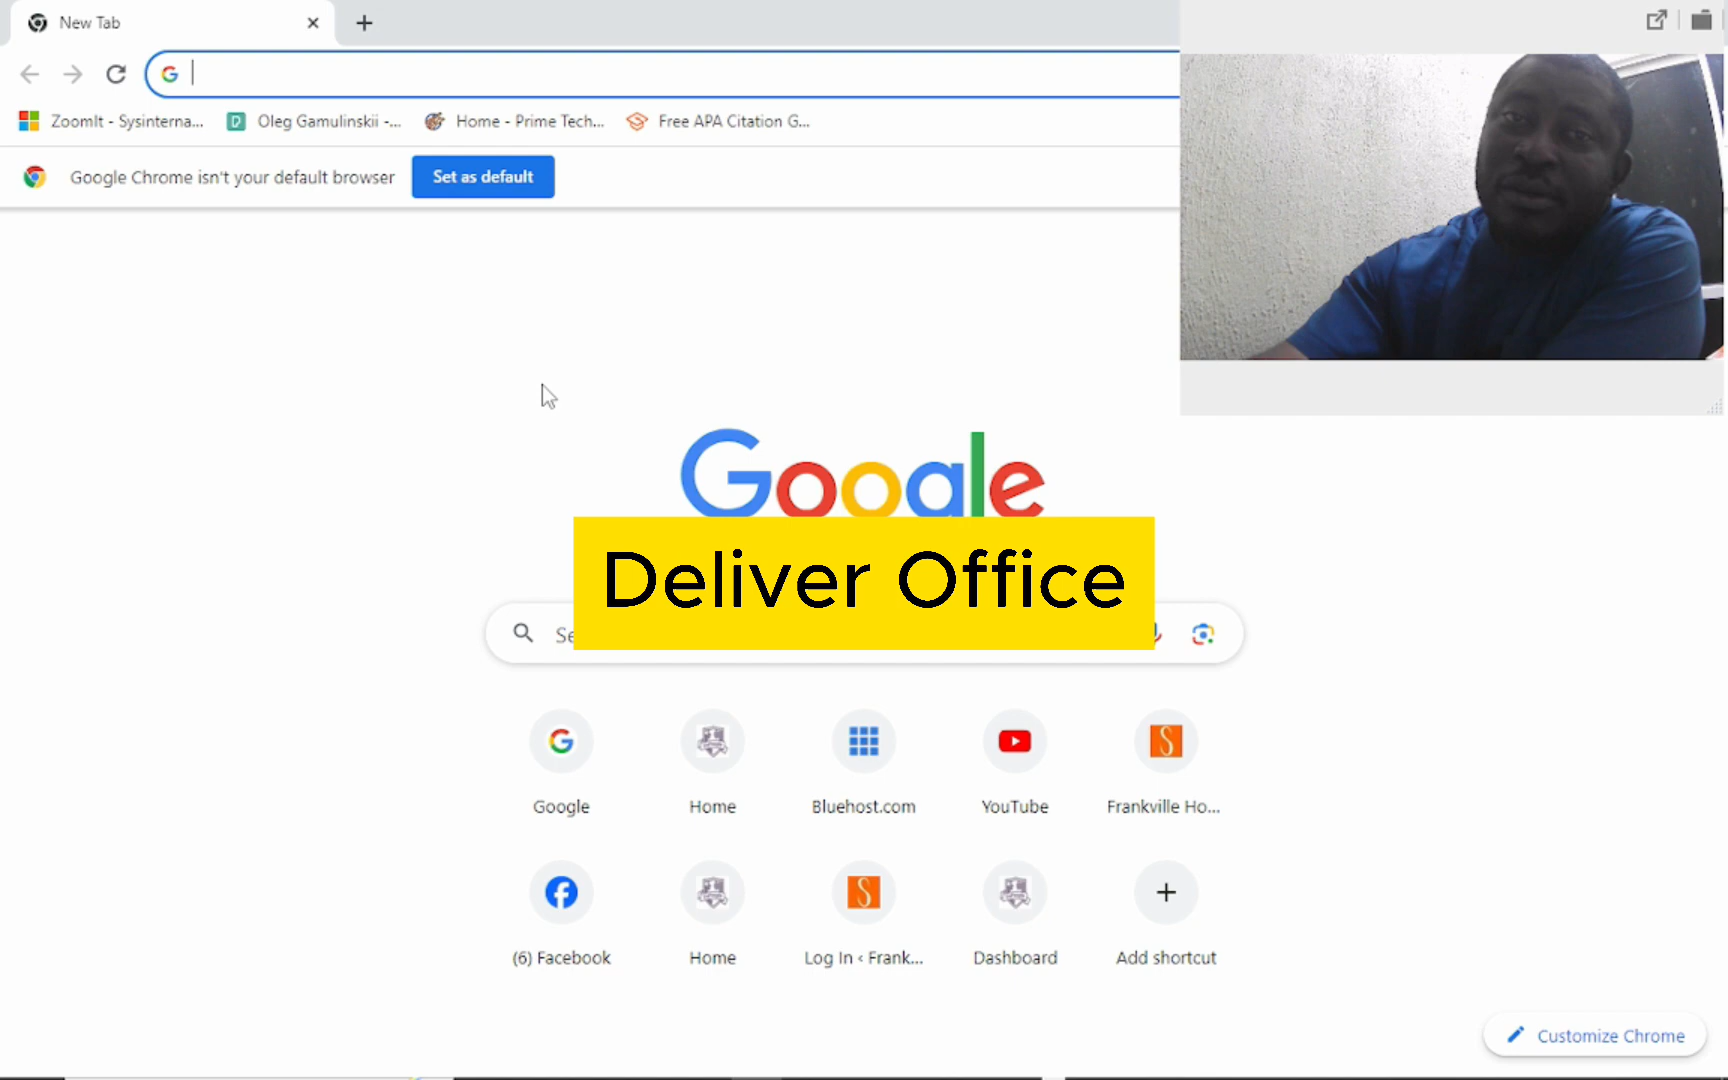 New Tab
ZoomIt - Sysinterna...
Oleg Gamulinskii -...
Home - Prime Tech...
Free APA Citation G...
Google Chrome isn't your default browser
Set as default
Google
Deliver Office
Se
Google
Home
Bluehost.com
YouTube
Frankville Ho...
(6) Facebook
Home
Log In ‹ Frank...
Dashboard
Add shortcut
Customize Chrome